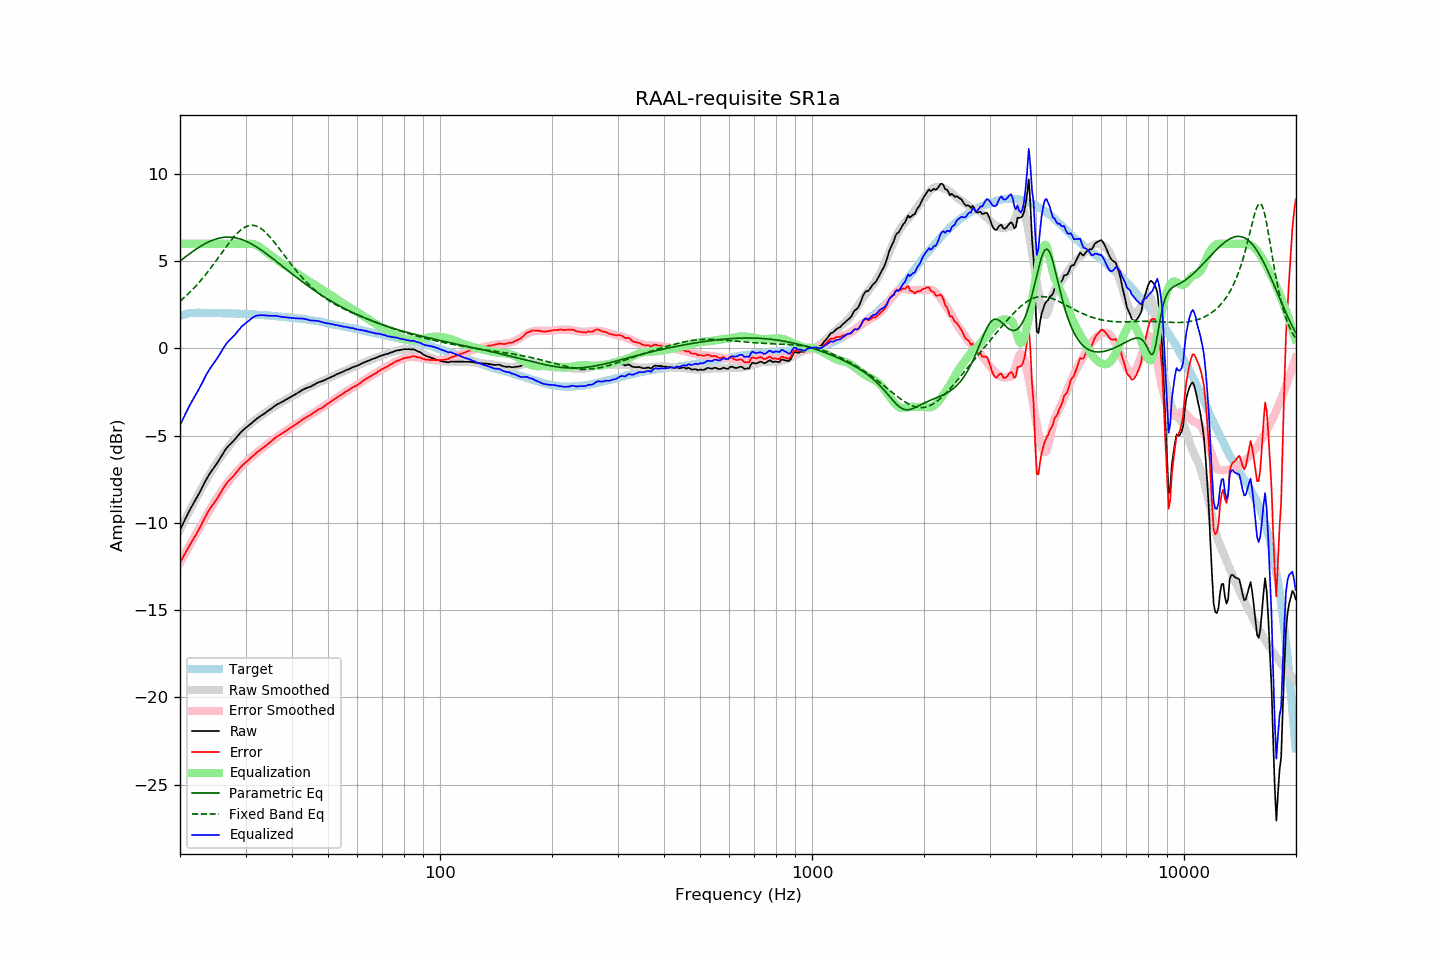 RAAL-requisite SR1a
Amplitude (dBr)
10
5
0
−5
−10
−15
−20
−25
Target
Raw Smoothed
Error Smoothed
Raw
Error
Equalization
Parametric Eq
Fixed Band Eq
Equalized
100
1000
10000
Frequency (Hz)